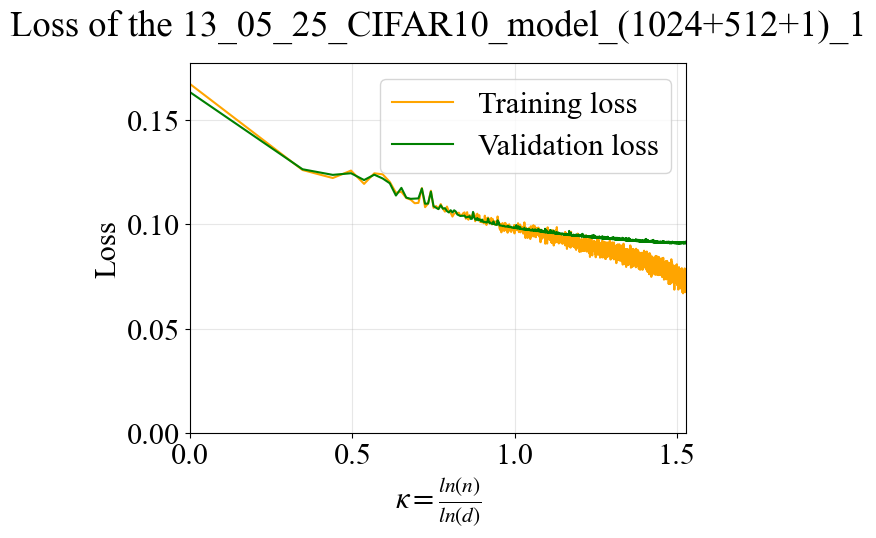 Loss of the 13_05_25_CIFAR10_model_(1024+512+1)_1
Training loss
Validation loss
0.15
0.10
0.05
0.00
Loss
0.0 0.5 1.0 1.5
κ = ln(n)/ln(d)